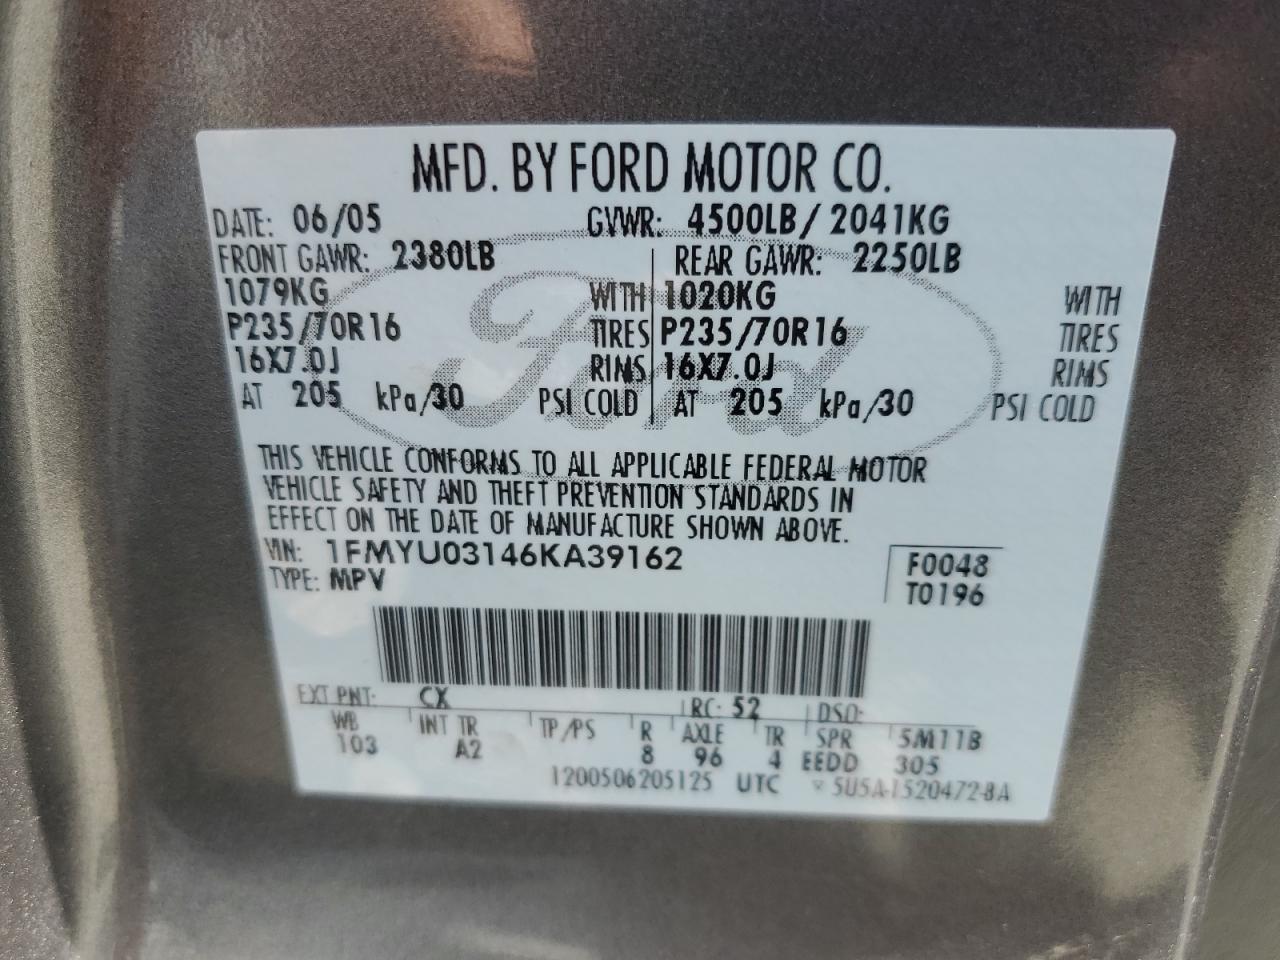 MFD. BY FORD MOTOR CO.
DATE: 06/05 GVWR: 4500LB/ 2041KG
FRONT GAWR: 2380LB REAR GAWR: 2250LB
1079KG WITH 1020KG WITH
P235/70R16 TIRES P235/70R16 TIRES
16X7.0J RIMS 16X7.0J RIMS
AT 205 kPa/30 PSI COLD AT 205 kPa/30 PSI COLD
Ford
THIS VEHICLE CONFORMS TO ALL APPLICABLE FEDERAL MOTOR
VEHICLE SAFETY AND THEFT PREVENTION STANDARDS IN
EFFECT ON THE DATE OF MANUFACTURE SHOWN ABOVE.
VIN: 1FMYU03146KA39162 F0048
TYPE: MPV T0196
EXT PNT: CX RC: 52 DSO:
WB INT TR TP/PS R AXLE TR SPR 5M11B
103 A2 8 96 4 EEDD 305
1200506205125 UTC 5U5A-1520472-BA